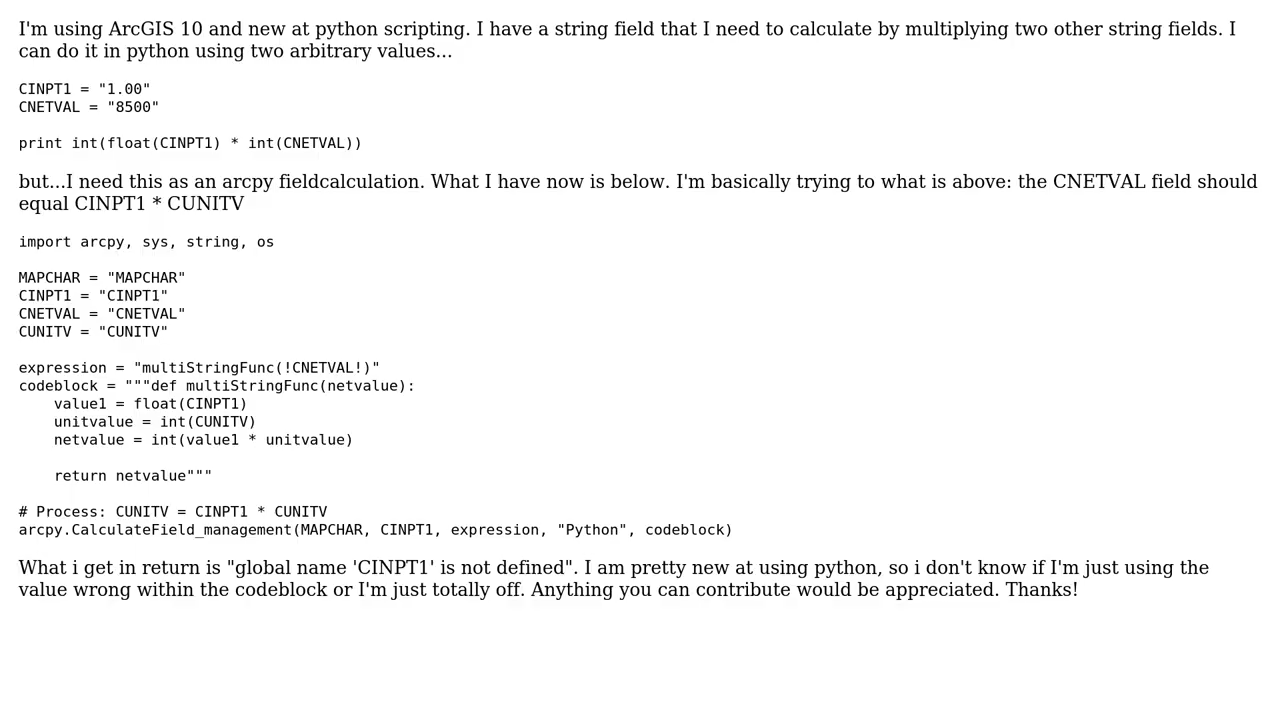 I'm using ArcGIS 10 and new at python scripting. I have a string field that I need to calculate by multiplying two other string fields. I
can do it in python using two arbitrary values...
CINPT1 = "1.00"
CNETVAL = "8500"
print int(float(CINPT1) * int(CNETVAL))
but...I need this as an arcpy fieldcalculation. What I have now is below. I'm basically trying to what is above: the CNETVAL field should
equal CINPT1 * CUNITV
import arcpy, sys, string, os
MAPCHAR = "MAPCHAR"
CINPT1 = "CINPT1"
CNETVAL = "CNETVAL"
CUNITV = "CUNITV"
expression = "multiStringFunc(!CNETVAL!)"
codeblock = """def multiStringFunc(netvalue):
    value1 = float(CINPT1)
    unitvalue = int(CUNITV)
    netvalue = int(value1 * unitvalue)
    return netvalue"""
# Process: CUNITV = CINPT1 * CUNITV
arcpy.CalculateField_management(MAPCHAR, CINPT1, expression, "Python", codeblock)
What i get in return is "global name 'CINPT1' is not defined". I am pretty new at using python, so i don't know if I'm just using the
value wrong within the codeblock or I'm just totally off. Anything you can contribute would be appreciated. Thanks!